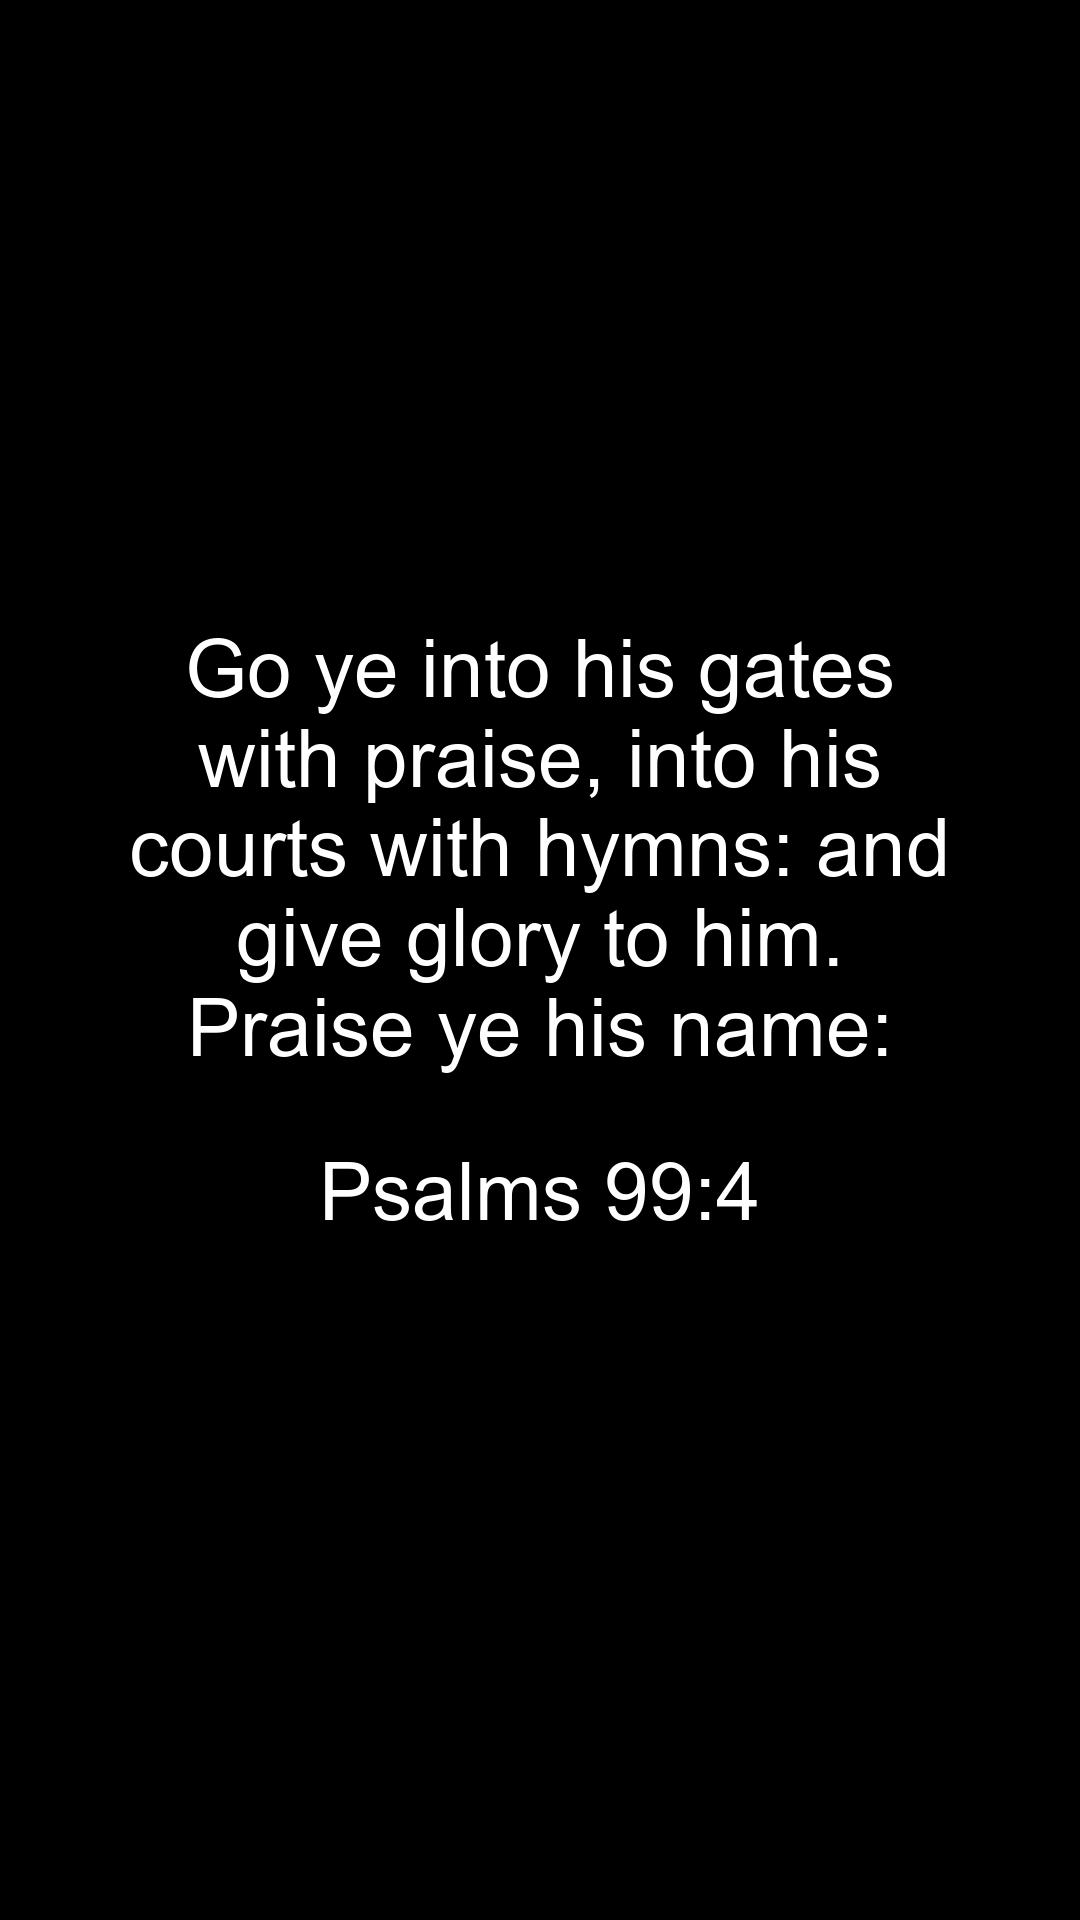 Go ye into his gates
with praise, into his
courts with hymns: and
give glory to him.
Praise ye his name:
Psalms 99:4